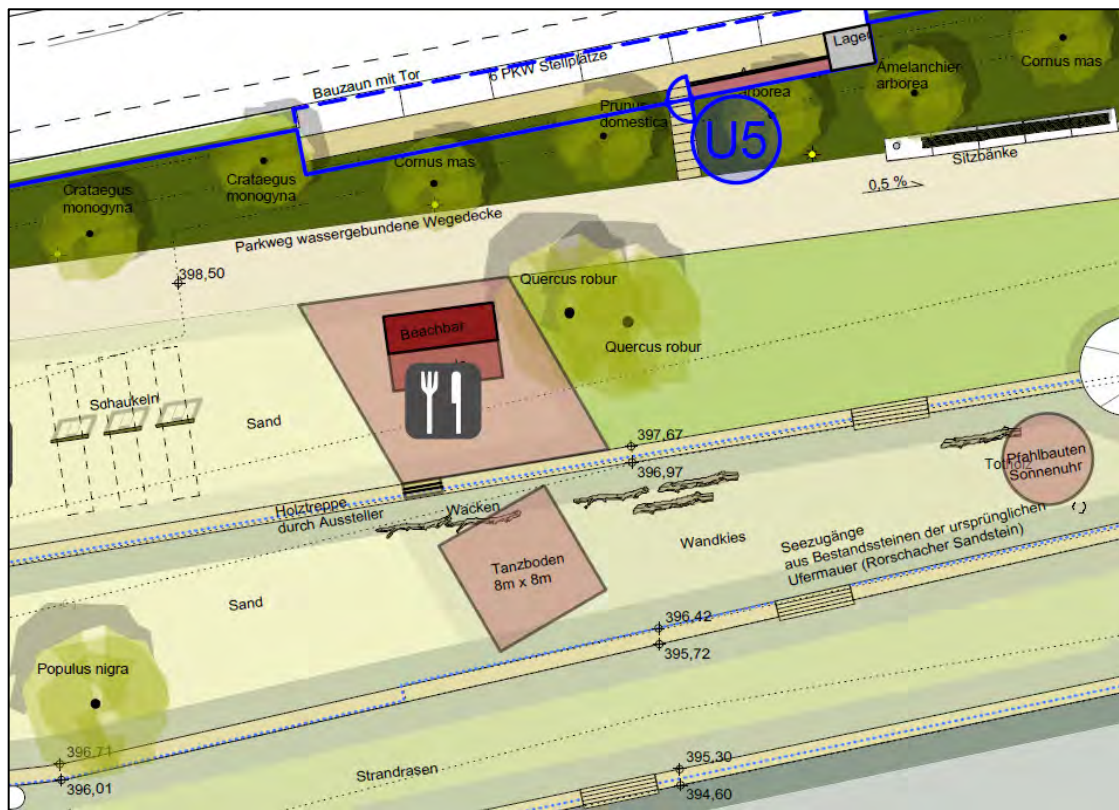 Lager
Cornus mas
Amelanchier-
arborea
6 PKW Stellplätze
Bauzaun mit Tor
arborea
Prunus
domestica
U5
Sitzbänke
Cornus mas
Crataegus
monogyna
Crataegus
monogyna
0,5 %
Parkweg wassergebundene Wegedecke
398,50
Quercus robur
Beachbar
Quercus robur
Schaukeln
Sand
397,67
396,97
Pfahlbauten
Sonnenuhr
Totholz
Holztreppe
durch Aussteller
Wacken
Wandkies
Seezugänge
aus Bestandssteinen der ursprünglichen
Ufermauer (Rorschacher Sandstein)
Tanzboden
8m x 8m
Sand
396,42
395,72
Populus nigra
396,71
396,01
Strandrasen
395,30
394,60